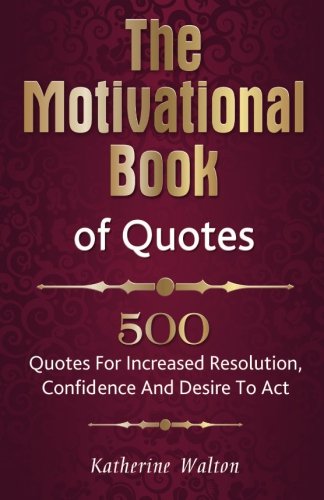 The
Motivational
Book
of Quotes
500
Quotes For Increased Resolution,
Confidence And Desire To Act
Katherine Walton